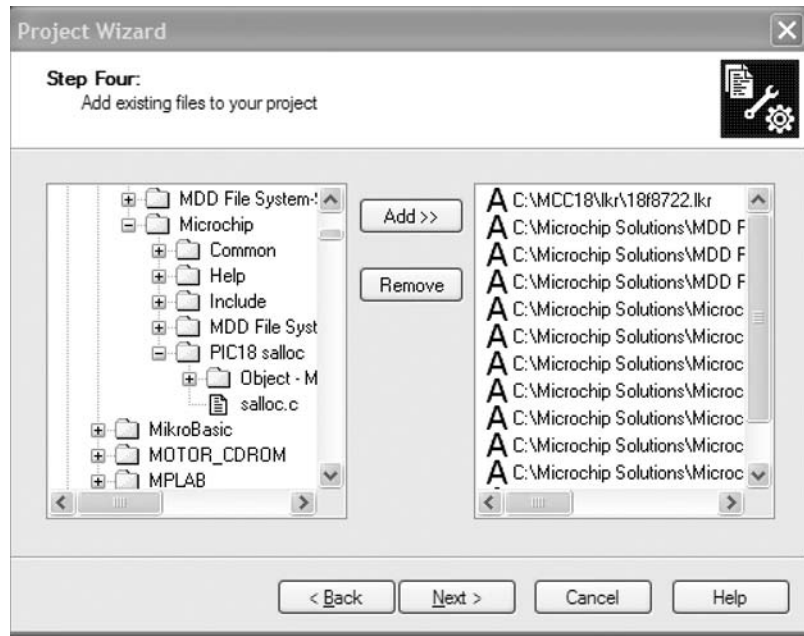 Project Wizard
Step Four:
Add existing files to your project
MDD File System-
Microchip
Common
Help
Include
MDD File Syst
PIC18 salloc
Object - M
salloc.c
MikroBasic
MOTOR_CDROM
MPLAB
Add >>
Remove
A C:\MCC18\lkr\18f8722.lkr
A C:\Microchip Solutions\MDD F
A C:\Microchip Solutions\MDD F
A C:\Microchip Solutions\MDD F
A C:\Microchip Solutions\Microc
A C:\Microchip Solutions\Microc
A C:\Microchip Solutions\Microc
A C:\Microchip Solutions\Microc
A C:\Microchip Solutions\Microc
A C:\Microchip Solutions\Microc
A C:\Microchip Solutions\Microc
< Back
Next >
Cancel
Help